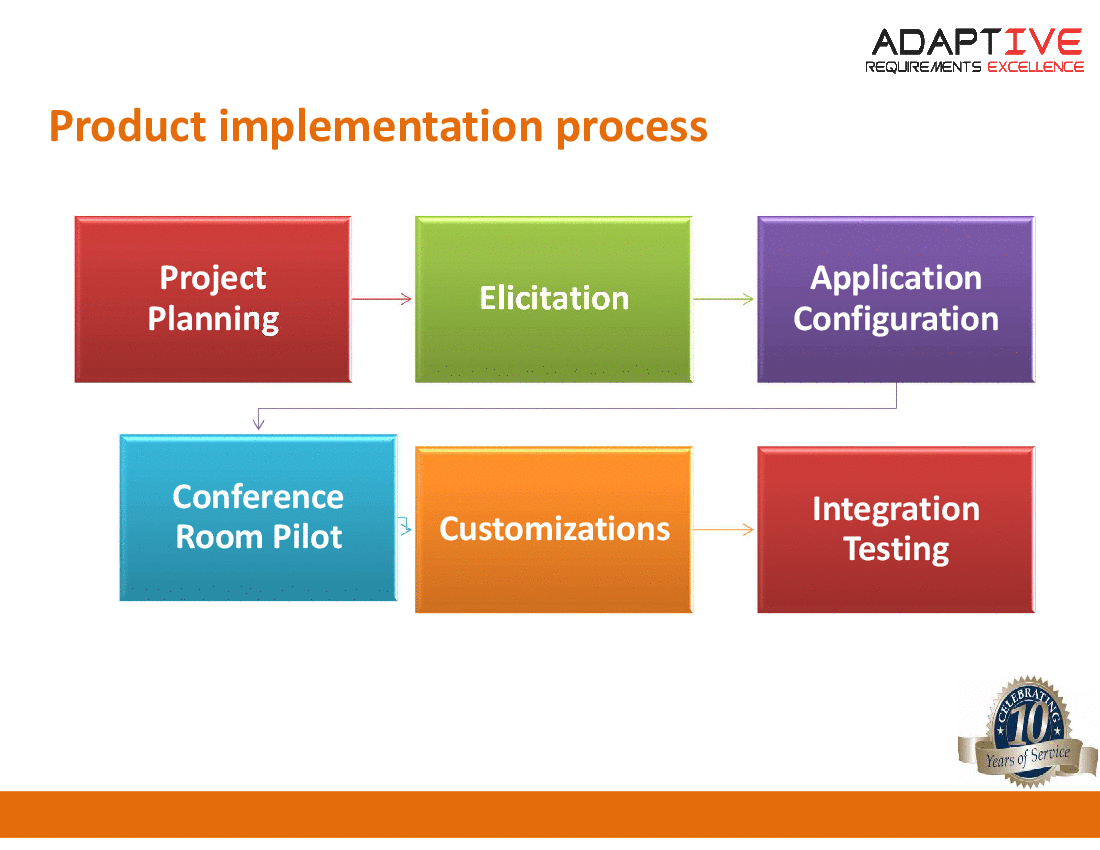 ADAPTIVE
REQUIREMENTS EXCELLENCE
Product implementation process
Project
Planning
Elicitation
Application
Configuration
Conference
Room Pilot
Customizations
Integration
Testing
CELEBRATING
10
Years of Service